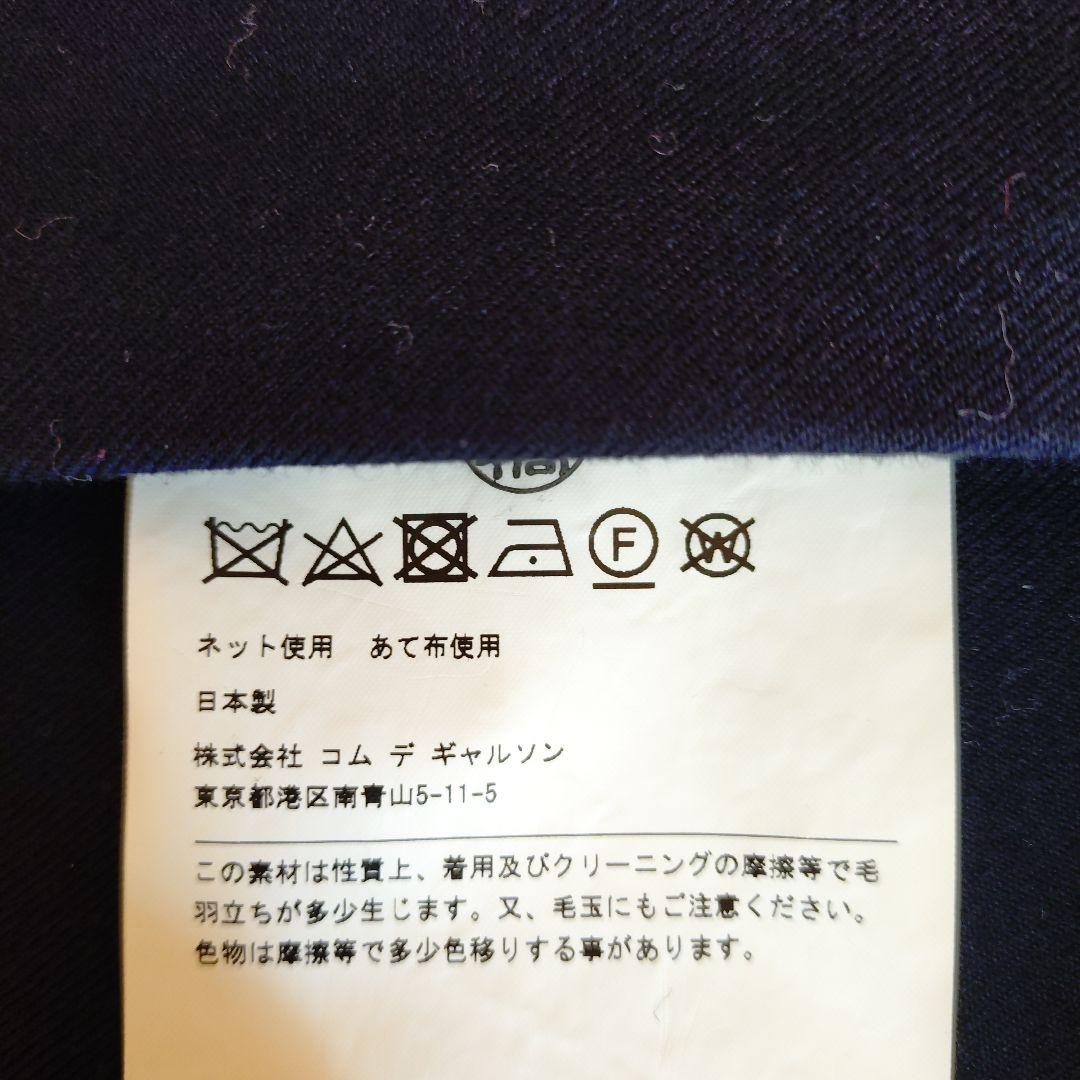 F
W
ネット使用 あて布使用
日本製
株式会社 コム デ ギャルソン
東京都港区南青山5-11-5
この素材は性質上、着用及びクリーニングの摩擦等で毛
羽立ちが多少生じます。又、毛玉にもご注意ください。
色物は摩擦等で多少色移りする事があります。